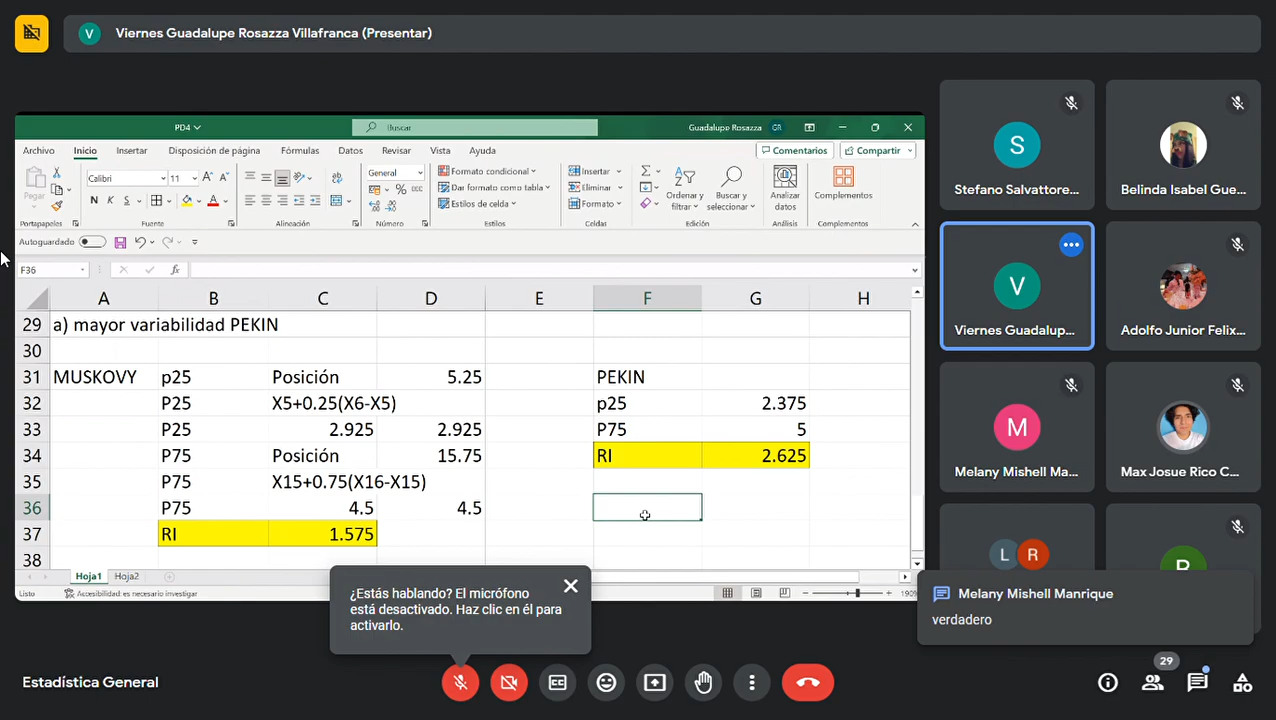 V Viernes Guadalupe Rosazza Villafranca (Presentar)
PD4
Buscar
Guadalupe Rosazza GR
Archivo Inicio Insertar Disposición de página Fórmulas Datos Revisar Vista Ayuda
Comentarios Compartir
Pegar
Calibri 11
N K S
General
Formato condicional
Dar formato como tabla
Estilos de celda
Insertar
Eliminar
Formato
Ordenar y filtrar
Buscar y seleccionar
Analizar datos
Complementos
Portapapeles Fuente Alineación Número Estilos Celdas Edición Análisis Complementos
Autoguardado
F36 fx
A B C D E F G H
29 a) mayor variabilidad PEKIN
30
31 MUSKOVY p25 Posición 5.25 PEKIN
32 P25 X5+0.25(X6-X5) p25 2.375
33 P25 2.925 2.925 P75 5
34 P75 Posición 15.75 RI 2.625
35 P75 X15+0.75(X16-X15)
36 P75 4.5 4.5
37 RI 1.575
38
Hoja1 Hoja2
Listo Accesibilidad: es necesario investigar 190%
S
Stefano Salvattore...
Belinda Isabel Gue...
V
Viernes Guadalup...
Adolfo Junior Felix...
M
Melany Mishell Ma...
Max Josue Rico C...
L R
R
Melany Mishell Manrique
verdadero
¿Estás hablando? El micrófono
está desactivado. Haz clic en él para
activarlo.
Estadística General
29